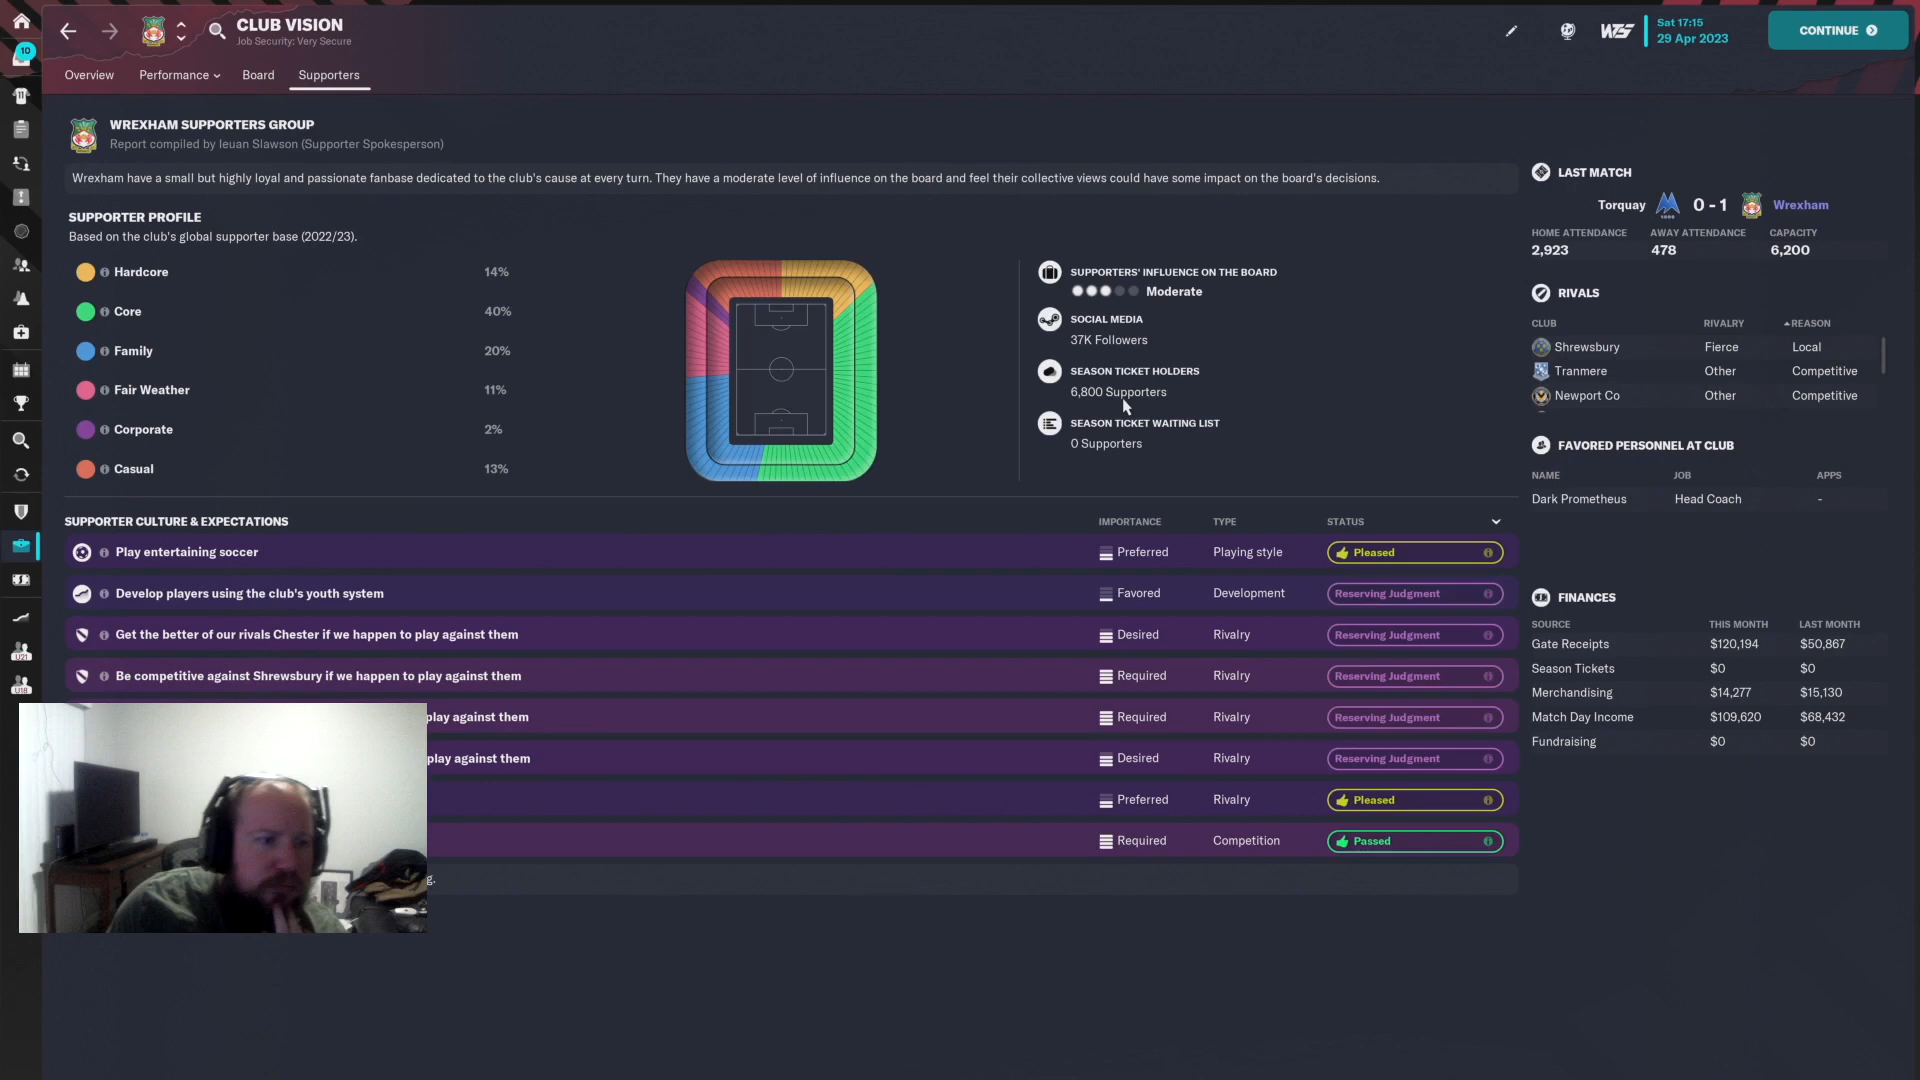 CLUB VISION
Job Security: Very Secure
10
Sat 17:15
29 Apr 2023
CONTINUE
Overview
Performance
Board
Supporters
WREXHAM SUPPORTERS GROUP
Report compiled by Ieuan Slawson (Supporter Spokesperson)
Wrexham have a small but highly loyal and passionate fanbase dedicated to the club's cause at every turn. They have a moderate level of influence on the board and feel their collective views could have some impact on the board's decisions.
SUPPORTER PROFILE
Based on the club's global supporter base (2022/23).
Hardcore 14%
Core 40%
Family 20%
Fair Weather 11%
Corporate 2%
Casual 13%
SUPPORTERS' INFLUENCE ON THE BOARD
Moderate
SOCIAL MEDIA
37K Followers
SEASON TICKET HOLDERS
6,800 Supporters
SEASON TICKET WAITING LIST
0 Supporters
SUPPORTER CULTURE & EXPECTATIONS IMPORTANCE TYPE STATUS
Play entertaining soccer Preferred Playing style Pleased
Develop players using the club's youth system Favored Development Reserving Judgment
Get the better of our rivals Chester if we happen to play against them Desired Rivalry Reserving Judgment
Be competitive against Shrewsbury if we happen to play against them Required Rivalry Reserving Judgment
play against them Required Rivalry Reserving Judgment
play against them Desired Rivalry Reserving Judgment
Preferred Rivalry Pleased
Required Competition Passed
g.
LAST MATCH
Torquay 0 - 1 Wrexham
HOME ATTENDANCE AWAY ATTENDANCE CAPACITY
2,923 478 6,200
RIVALS
CLUB RIVALRY REASON
Shrewsbury Fierce Local
Tranmere Other Competitive
Newport Co Other Competitive
FAVORED PERSONNEL AT CLUB
NAME JOB APPS
Dark Prometheus Head Coach -
FINANCES
SOURCE THIS MONTH LAST MONTH
Gate Receipts $120,194 $50,867
Season Tickets $0 $0
Merchandising $14,277 $15,130
Match Day Income $109,620 $68,432
Fundraising $0 $0
11
U21
U18